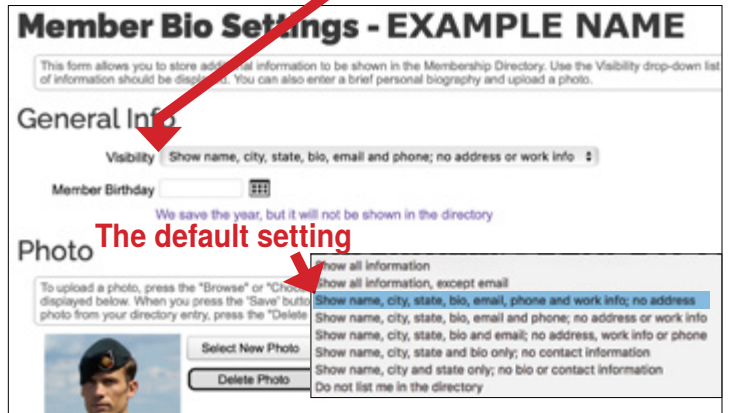 Member Bio Settings - EXAMPLE NAME
This form allows you to store additional information to be shown in the Membership Directory. Use the Visibility drop-down list
of information should be displayed. You can also enter a brief personal biography and upload a photo.
General Info
Visibility Show name, city, state, bio, email and phone; no address or work info
Member Birthday
We save the year, but it will not be shown in the directory
The default setting
Photo
To upload a photo, press the "Browse" or
displayed below. When you press the 'Save'
photo from your directory entry, press the "Delete
Select New Photo
Delete Photo
Show all information
Show all information, except email
Show name, city, state, bio, email, phone and work info; no address
Show name, city, state, bio, email and phone; no address or work info
Show name, city, state, bio and email; no address, work info or phone
Show name, city, state and bio only; no contact information
Show name, city and state only; no bio or contact information
Do not list me in the directory